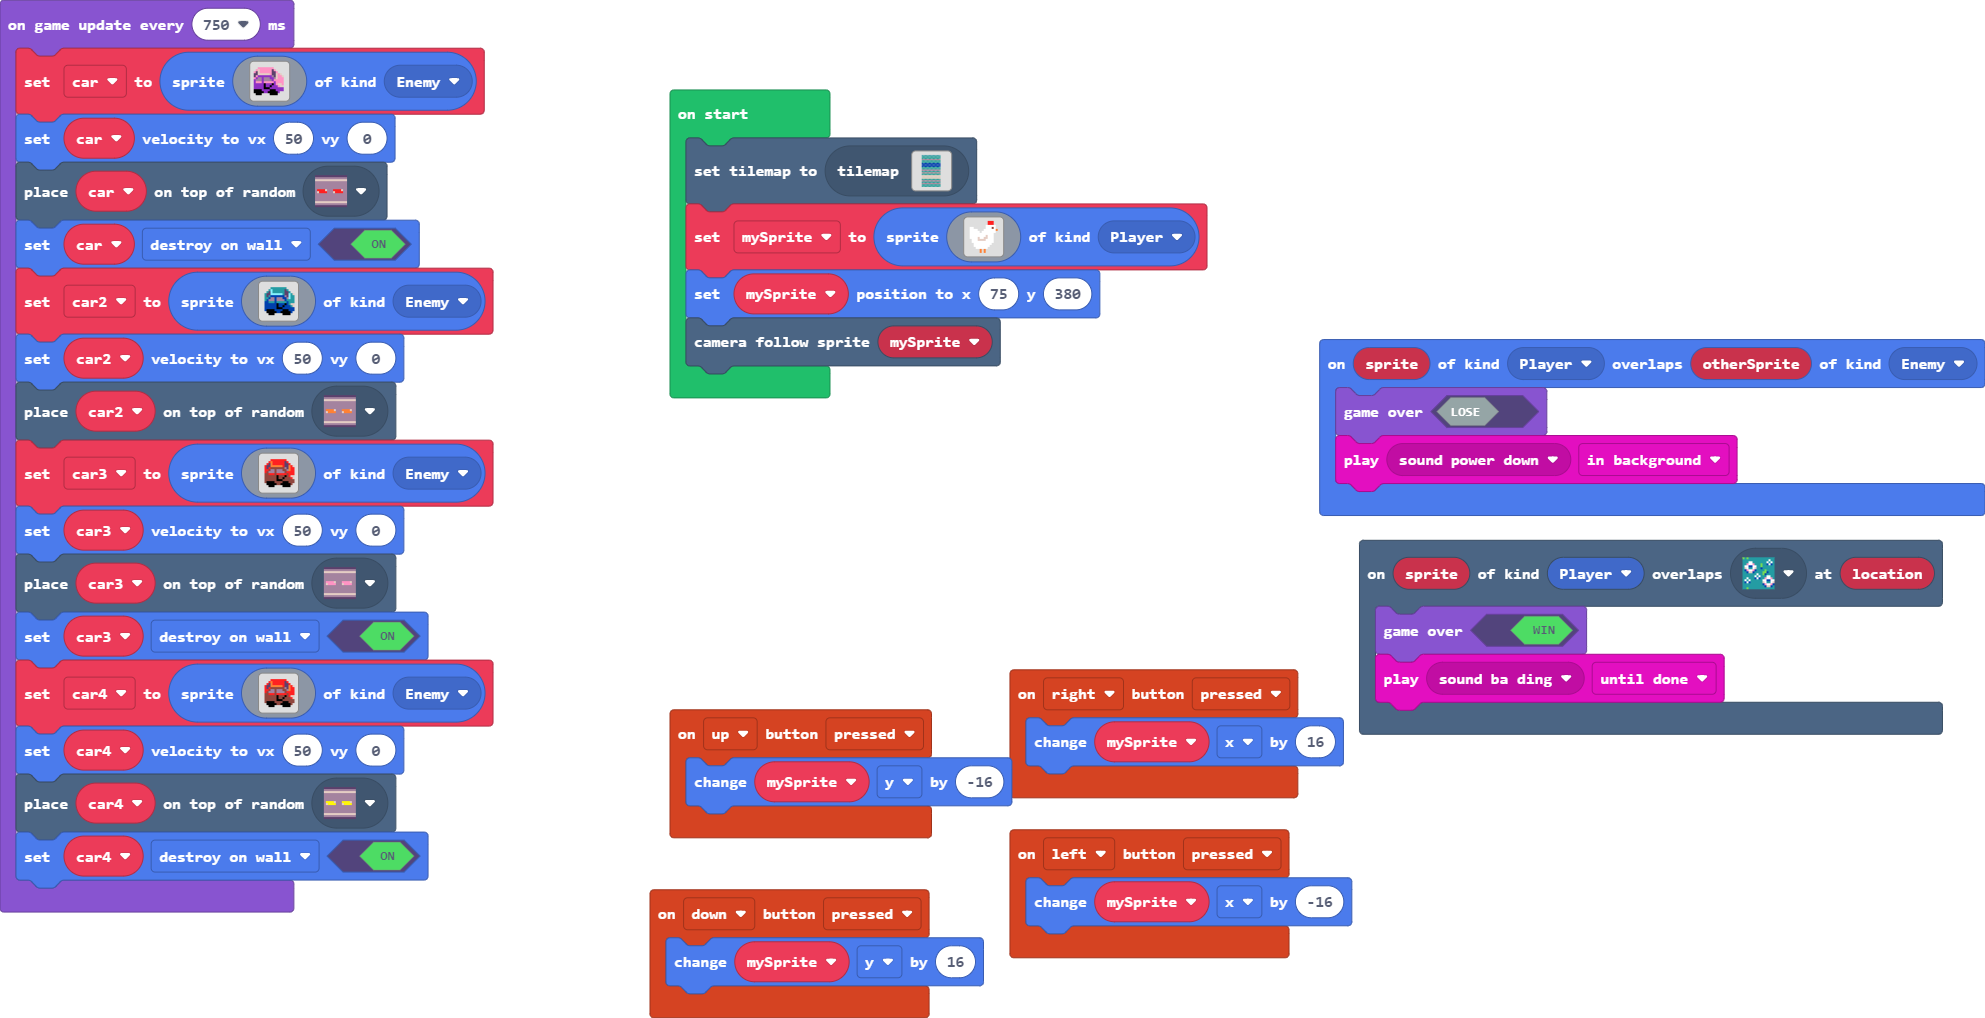 on game update every 750 ms
set car to sprite of kind Enemy
set car velocity to vx 50 vy 0
place car on top of random
set car destroy on wall ON
set car2 to sprite of kind Enemy
set car2 velocity to vx 50 vy 0
place car2 on top of random
set car3 to sprite of kind Enemy
set car3 velocity to vx 50 vy 0
place car3 on top of random
set car3 destroy on wall ON
set car4 to sprite of kind Enemy
set car4 velocity to vx 50 vy 0
place car4 on top of random
set car4 destroy on wall ON
on start
set tilemap to tilemap
set mySprite to sprite of kind Player
set mySprite position to x 75 y 380
camera follow sprite mySprite
on up button pressed
change mySprite y by -16
on down button pressed
change mySprite y by 16
on right button pressed
change mySprite x by 16
on left button pressed
change mySprite x by -16
on sprite of kind Player overlaps otherSprite of kind Enemy
game over LOSE
play sound power down in background
on sprite of kind Player overlaps at location
game over WIN
play sound ba ding until done